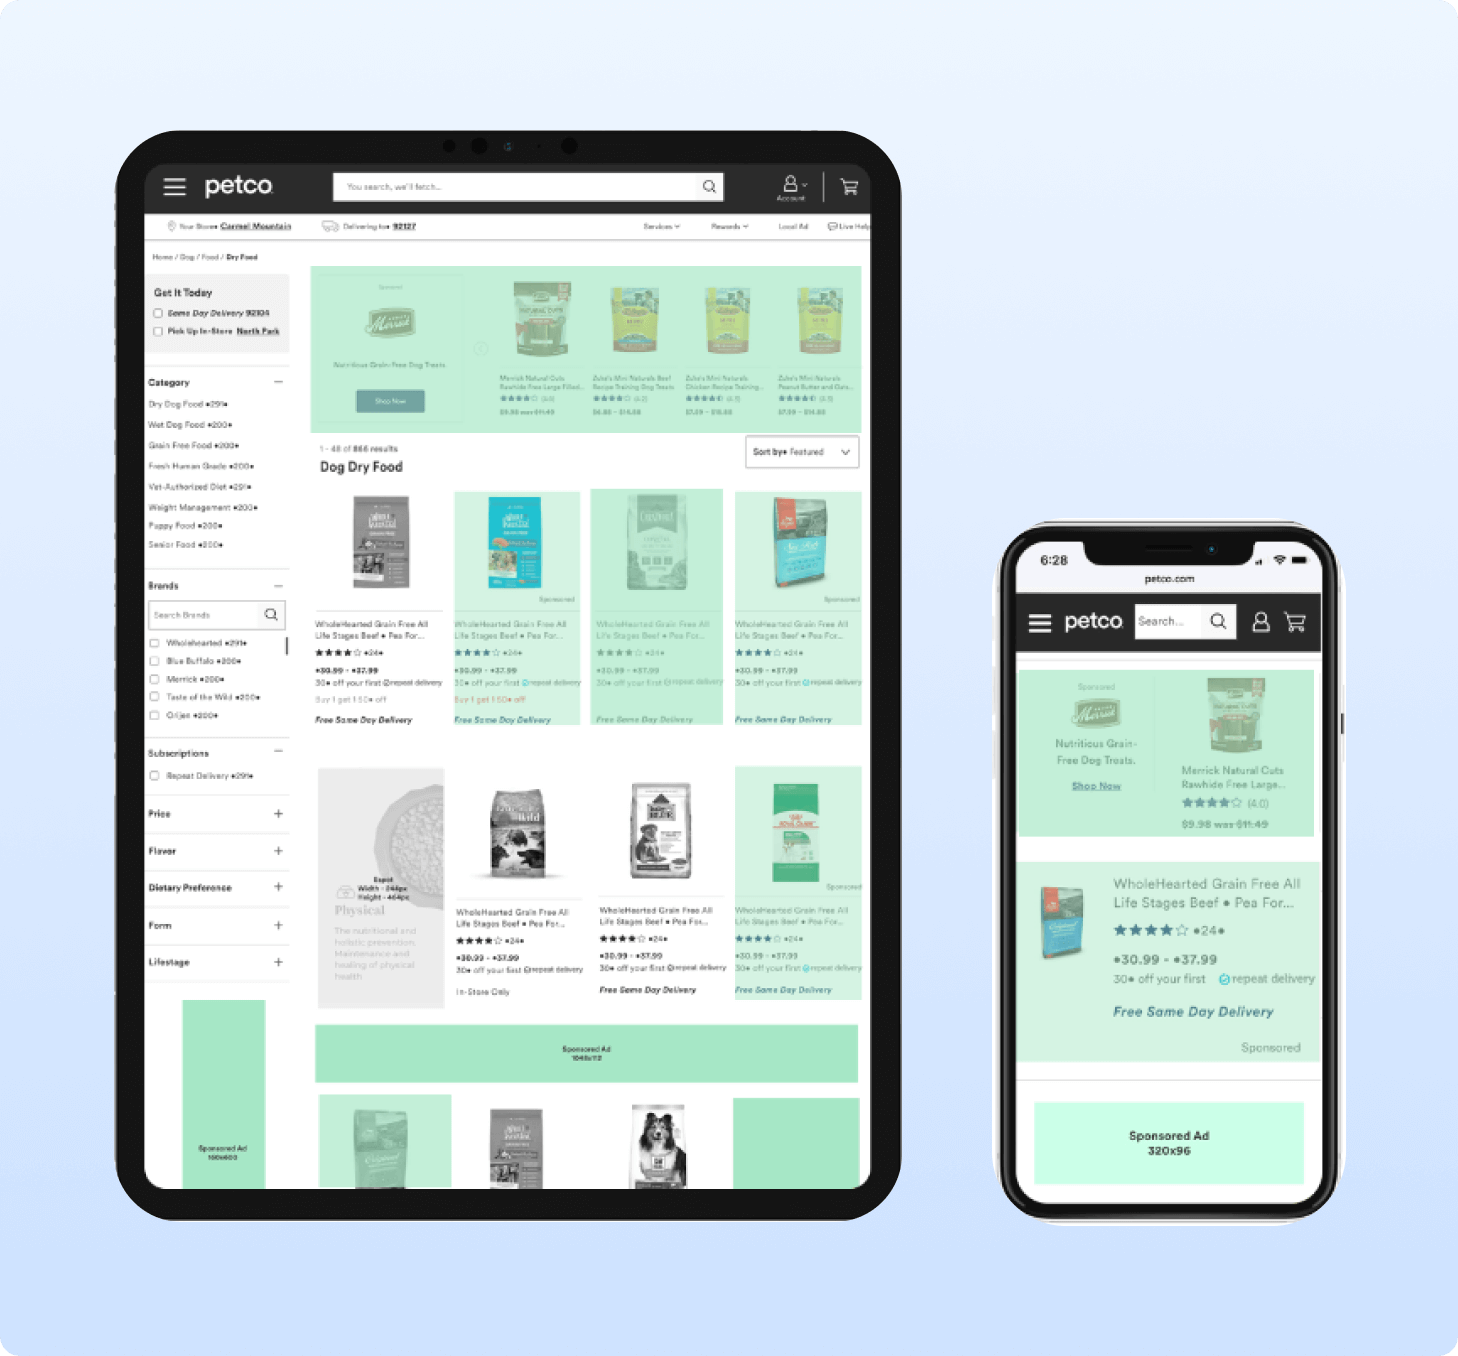 petco
You search, we'll fetch...
Account
Your Store• Carmel Mountain
Delivering for 92127
Services
Rewards
Local Ad
Live Help
Home / Dog / Food / Dry Food
Get It Today
Same Day Delivery 92104
Pick Up In-Store North Park
Category
Dry Dog Food •291•
Wet Dog Food •200•
Grain Free Food •200•
Fresh Human Grade •200•
Vet-Authorized Diet •291•
Weight Management •200•
Puppy Food •200•
Senior Food •200•
Brands
Search Brands
Wholehearted •291•
Blue Buffalo •200•
Merrick •200•
Taste of the Wild •200•
Orijen •200•
Subscriptions
Repeat Delivery •291•
Price
Flavor
Dietary Preference
Form
Lifestage
Sponsored Ad
160x600
Sponsored
Merrick
Nutritious Grain-Free Dog Treats
Shop Now
Merrick Natural Cuts
Rawhide Free Large Filled...
(4.0)
$9.98 was $11.49
Zuke's Mini Naturals Beef
Recipe Training Dog Treats
Zuke's Mini Naturals
Chicken Recipe Training...
Zuke's Mini Naturals
Peanut Butter and Oats...
1 - 48 of 866 results
Dog Dry Food
Sort by• Featured
Sponsored
Sponsored
WholeHearted Grain Free All
Life Stages Beef • Pea For...
•24•
•30.99 - •37.99
30• off your first repeat delivery
Buy 1 get 1 50• off
Free Same Day Delivery
WholeHearted Grain Free All
Life Stages Beef • Pea For...
•24•
•30.99 - •37.99
30• off your first repeat delivery
Buy 1 get 1 50• off
Free Same Day Delivery
WholeHearted Grain Free All
Life Stages Beef • Pea For...
•24•
•30.99 - •37.99
30• off your first repeat delivery
Free Same Day Delivery
WholeHearted Grain Free All
Life Stages Beef • Pea For...
•24•
•30.99 - •37.99
30• off your first repeat delivery
Free Same Day Delivery
Espot
Width - 244px
Height - 464px
Physical
The nutritional and
holistic prevention,
Maintenance and
healing of physical
health
WholeHearted Grain Free All
Life Stages Beef • Pea For...
•24•
•30.99 - •37.99
30• off your first repeat delivery
In-Store Only
WholeHearted Grain Free All
Life Stages Beef • Pea For...
•24•
•30.99 - •37.99
30• off your first repeat delivery
Free Same Day Delivery
ROYAL CANIN
Sponsored
WholeHearted Grain Free All
Life Stages Beef • Pea For...
•24•
•30.99 - •37.99
30• off your first repeat delivery
Free Same Day Delivery
Sponsored Ad
6:28
petco.com
petco
Search...
Sponsored
Merrick
Nutritious Grain-
Free Dog Treats.
Shop Now
Merrick Natural Cuts
Rawhide Free Large...
(4.0)
$9.98 was $11.49
WholeHearted Grain Free All
Life Stages Beef • Pea For...
•24•
•30.99 - •37.99
30• off your first repeat delivery
Free Same Day Delivery
Sponsored
Sponsored Ad
320x96